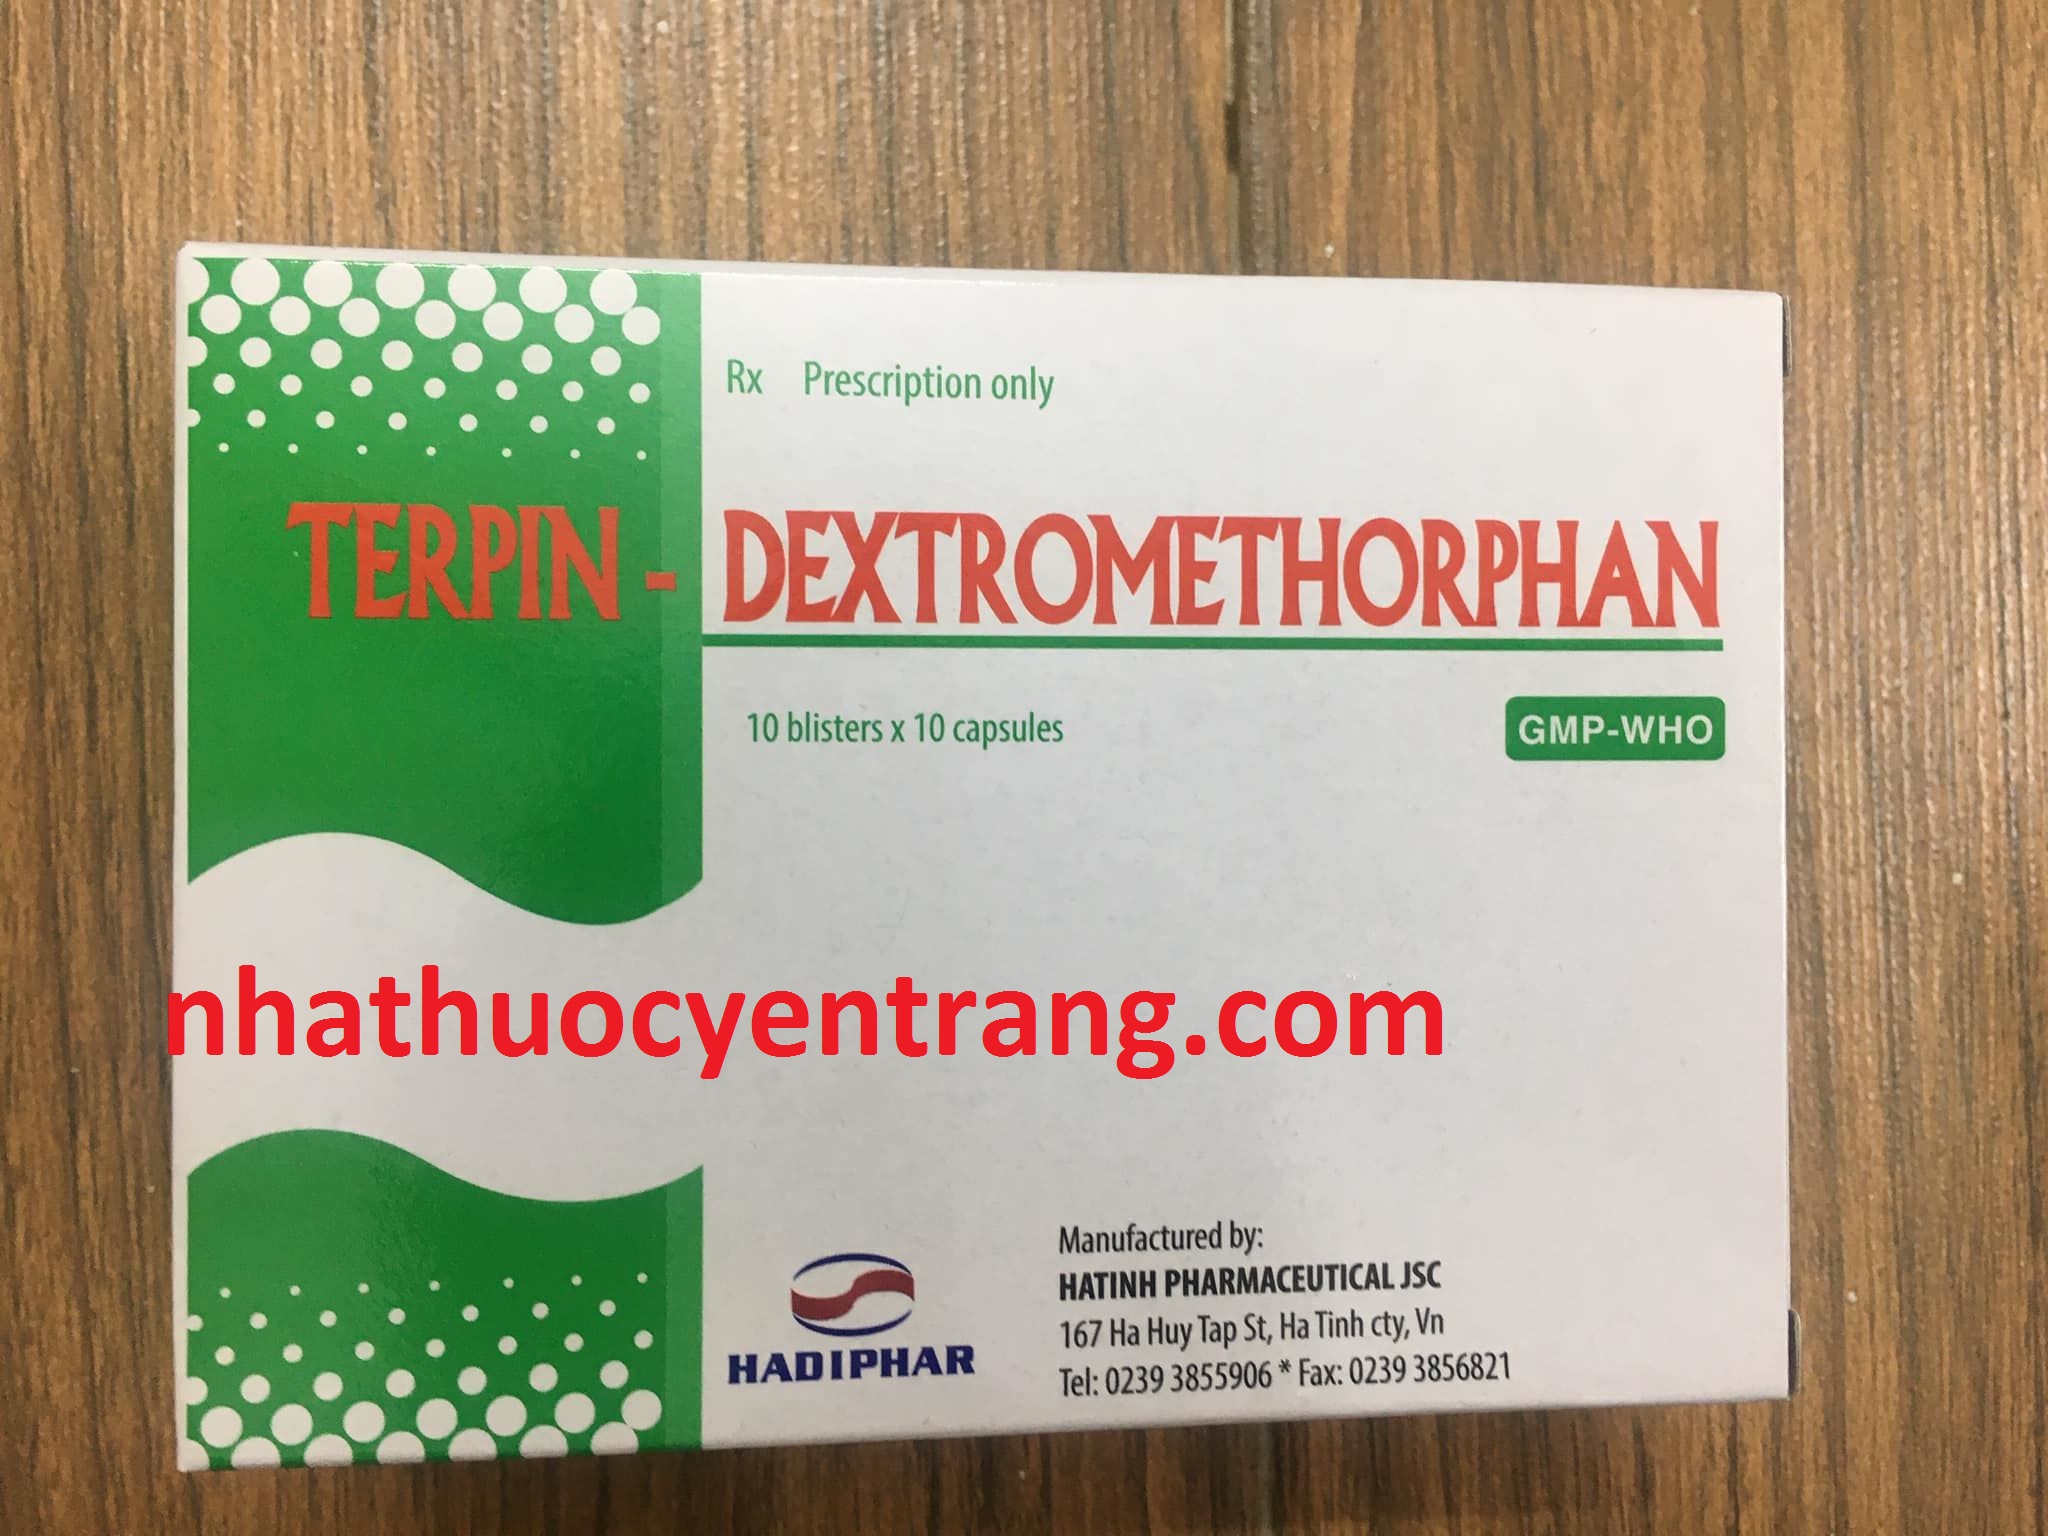 Rx Prescription only
TERPIN - DEXTROMETHORPHAN
10 blisters x 10 capsules
GMP-WHO
nhathuocyentrang.com
HADIPHAR
Manufactured by:
HATINH PHARMACEUTICAL JSC
167 Ha Huy Tap St, Ha Tinh cty, Vn
Tel: 0239 3855906 * Fax: 0239 3856821